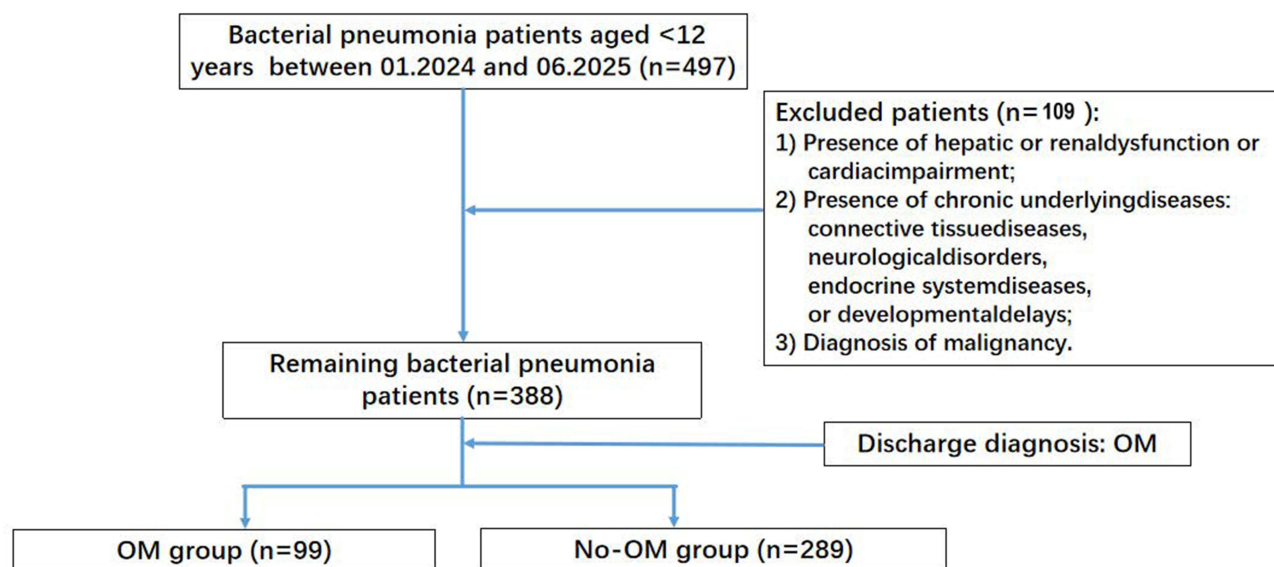 Bacterial pneumonia patients aged <12
years between 01.2024 and 06.2025 (n=497)
Excluded patients (n=109 ):
1) Presence of hepatic or renaldysfunction or
cardiacimpairment;
2) Presence of chronic underlyingdiseases:
connective tissuediseases,
neurologicaldisorders,
endocrine systemdiseases,
or developmentaldelays;
3) Diagnosis of malignancy.
Remaining bacterial pneumonia
patients (n=388)
Discharge diagnosis: OM
OM group (n=99)
No-OM group (n=289)